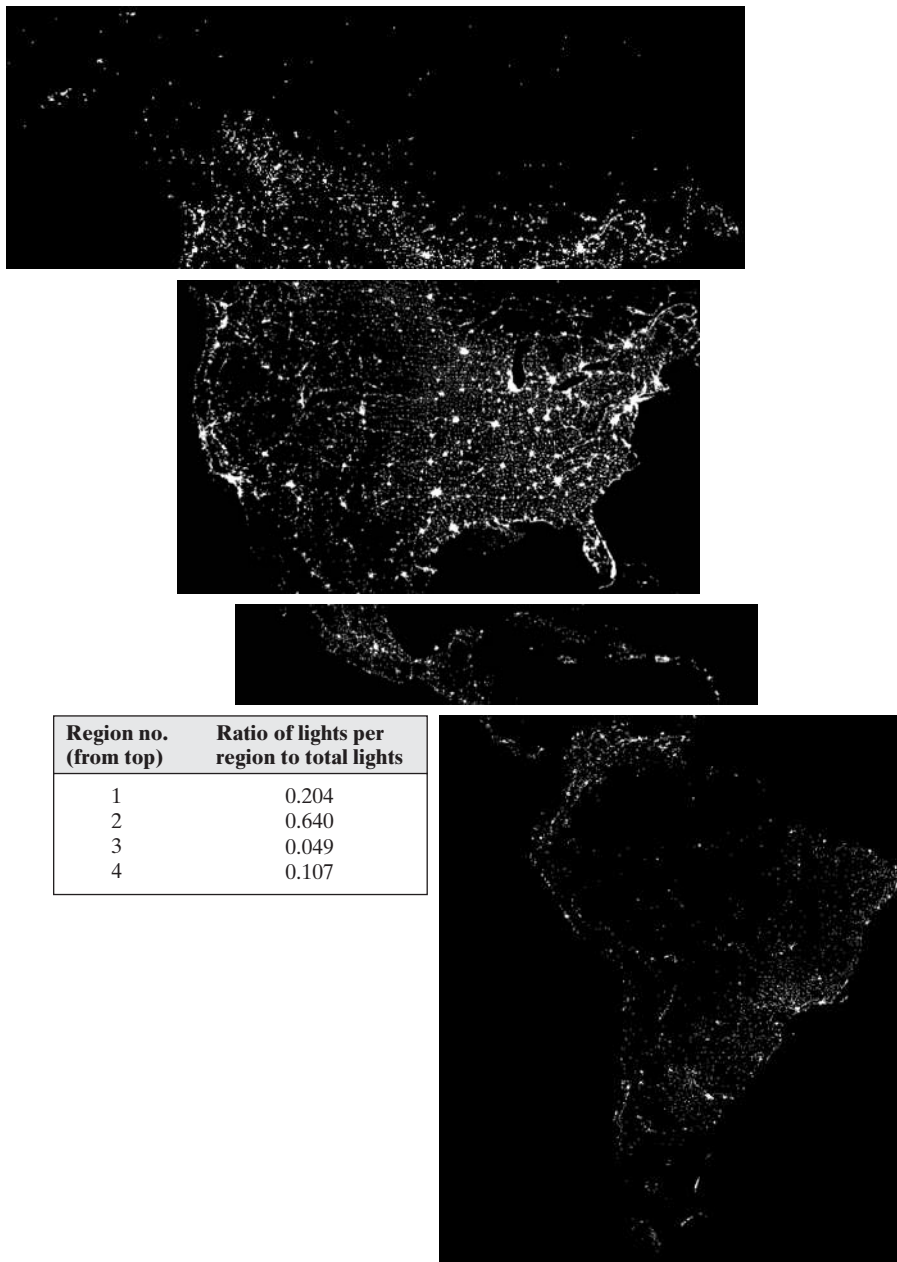 Region no. Ratio of lights per
(from top) region to total lights
1 0.204
2 0.640
3 0.049
4 0.107